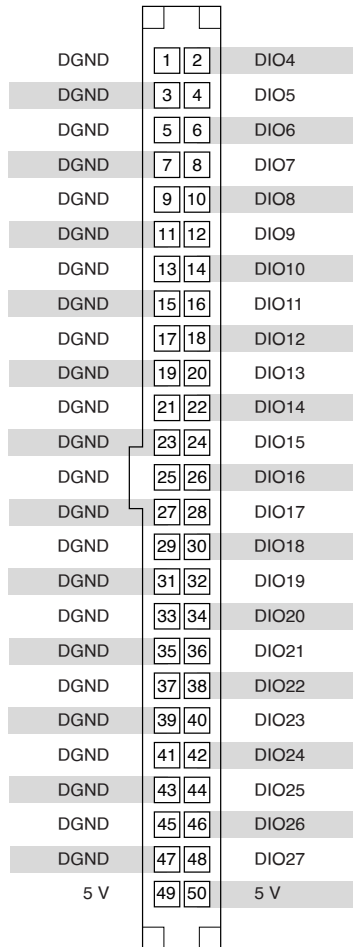 DGND 1 2 DIO4
DGND 3 4 DIO5
DGND 5 6 DIO6
DGND 7 8 DIO7
DGND 9 10 DIO8
DGND 11 12 DIO9
DGND 13 14 DIO10
DGND 15 16 DIO11
DGND 17 18 DIO12
DGND 19 20 DIO13
DGND 21 22 DIO14
DGND 23 24 DIO15
DGND 25 26 DIO16
DGND 27 28 DIO17
DGND 29 30 DIO18
DGND 31 32 DIO19
DGND 33 34 DIO20
DGND 35 36 DIO21
DGND 37 38 DIO22
DGND 39 40 DIO23
DGND 41 42 DIO24
DGND 43 44 DIO25
DGND 45 46 DIO26
DGND 47 48 DIO27
5 V 49 50 5 V